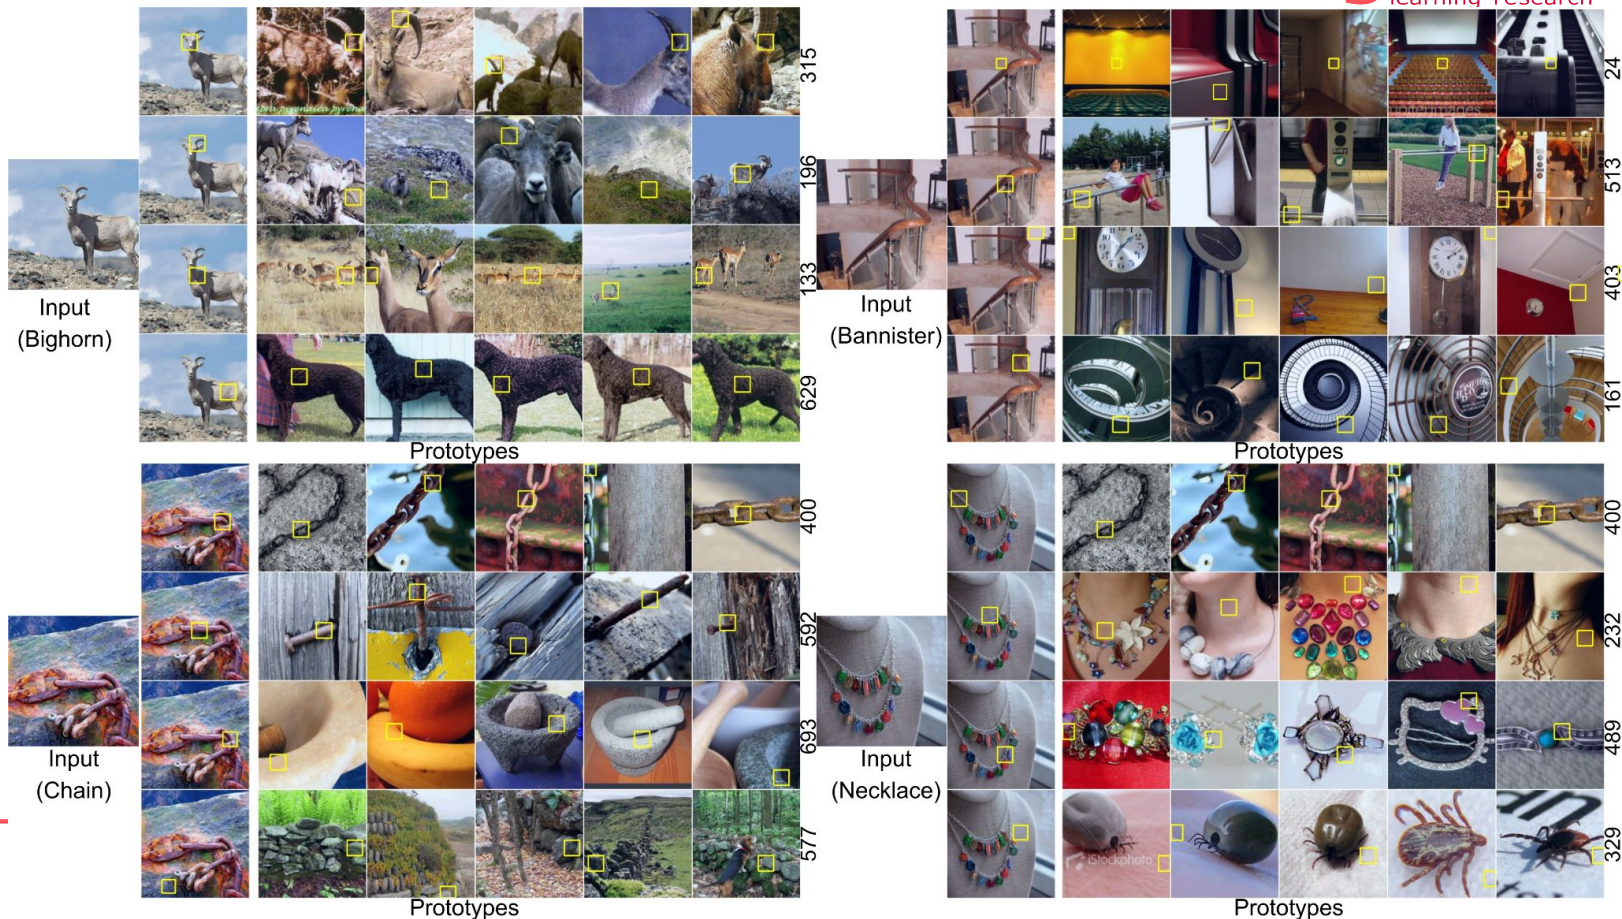 learning research
315
196
133
629
Input
(Bighorn)
Prototypes
24
513
403
161
Input
(Bannister)
Prototypes
400
592
693
577
Input
(Chain)
Prototypes
400
232
489
329
Input
(Necklace)
iStockphoto
Prototypes